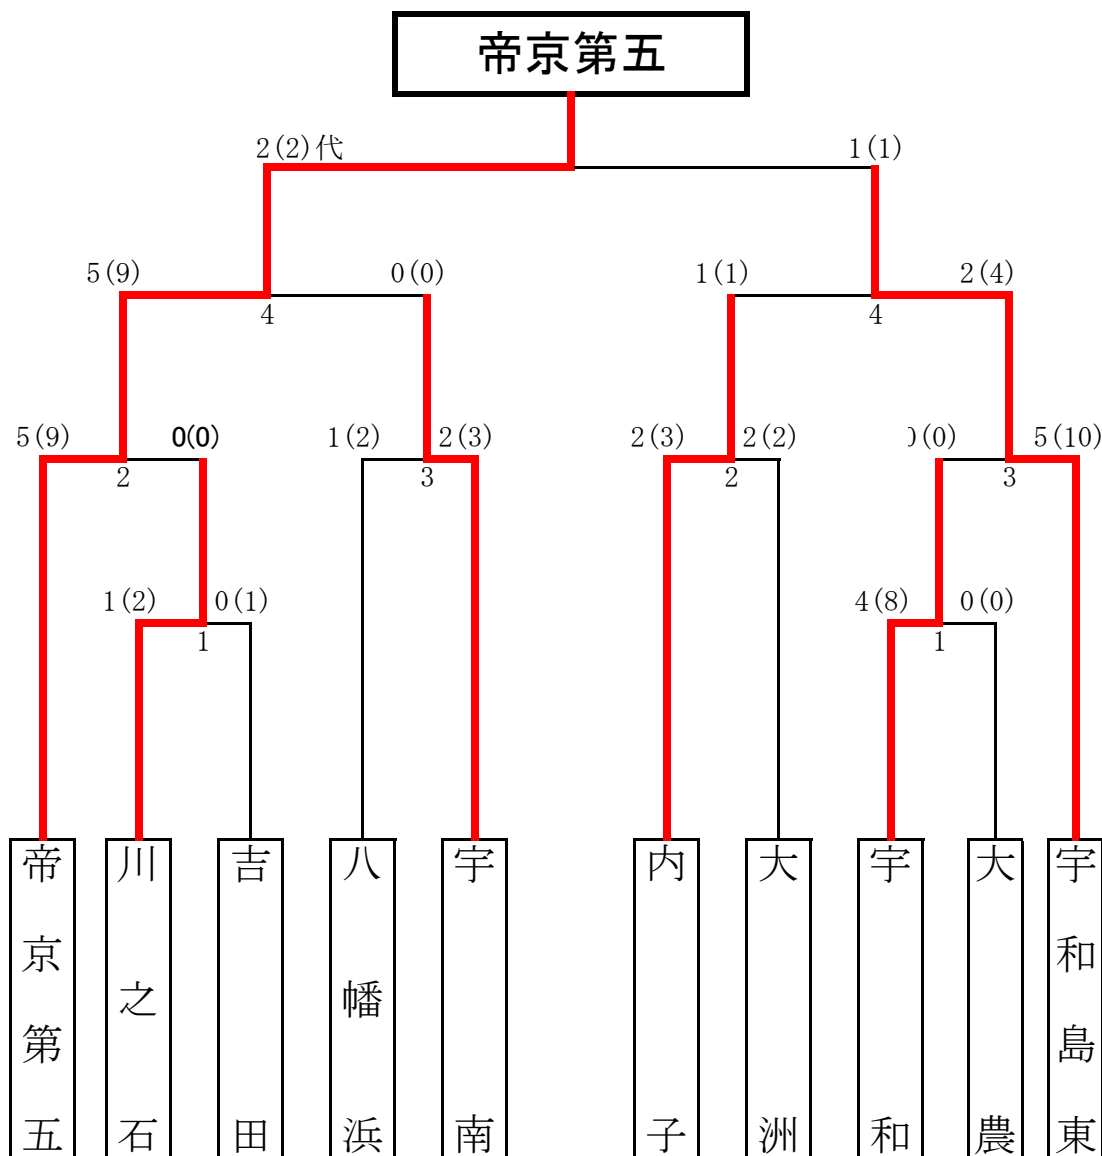 帝京第五
2(2)代 1(1)
5(9) 0(0) 1(1) 2(4)
4 4
5(9) 0(0) 1(2) 2(3) 2(3) 2(2) )(0) 5(10)
2 3 2 3
1(2) 0(1) 4(8) 0(0)
1 1
帝京第五
川之石
吉田
八幡浜
宇南
内子
大洲
宇和
大農
宇和島東